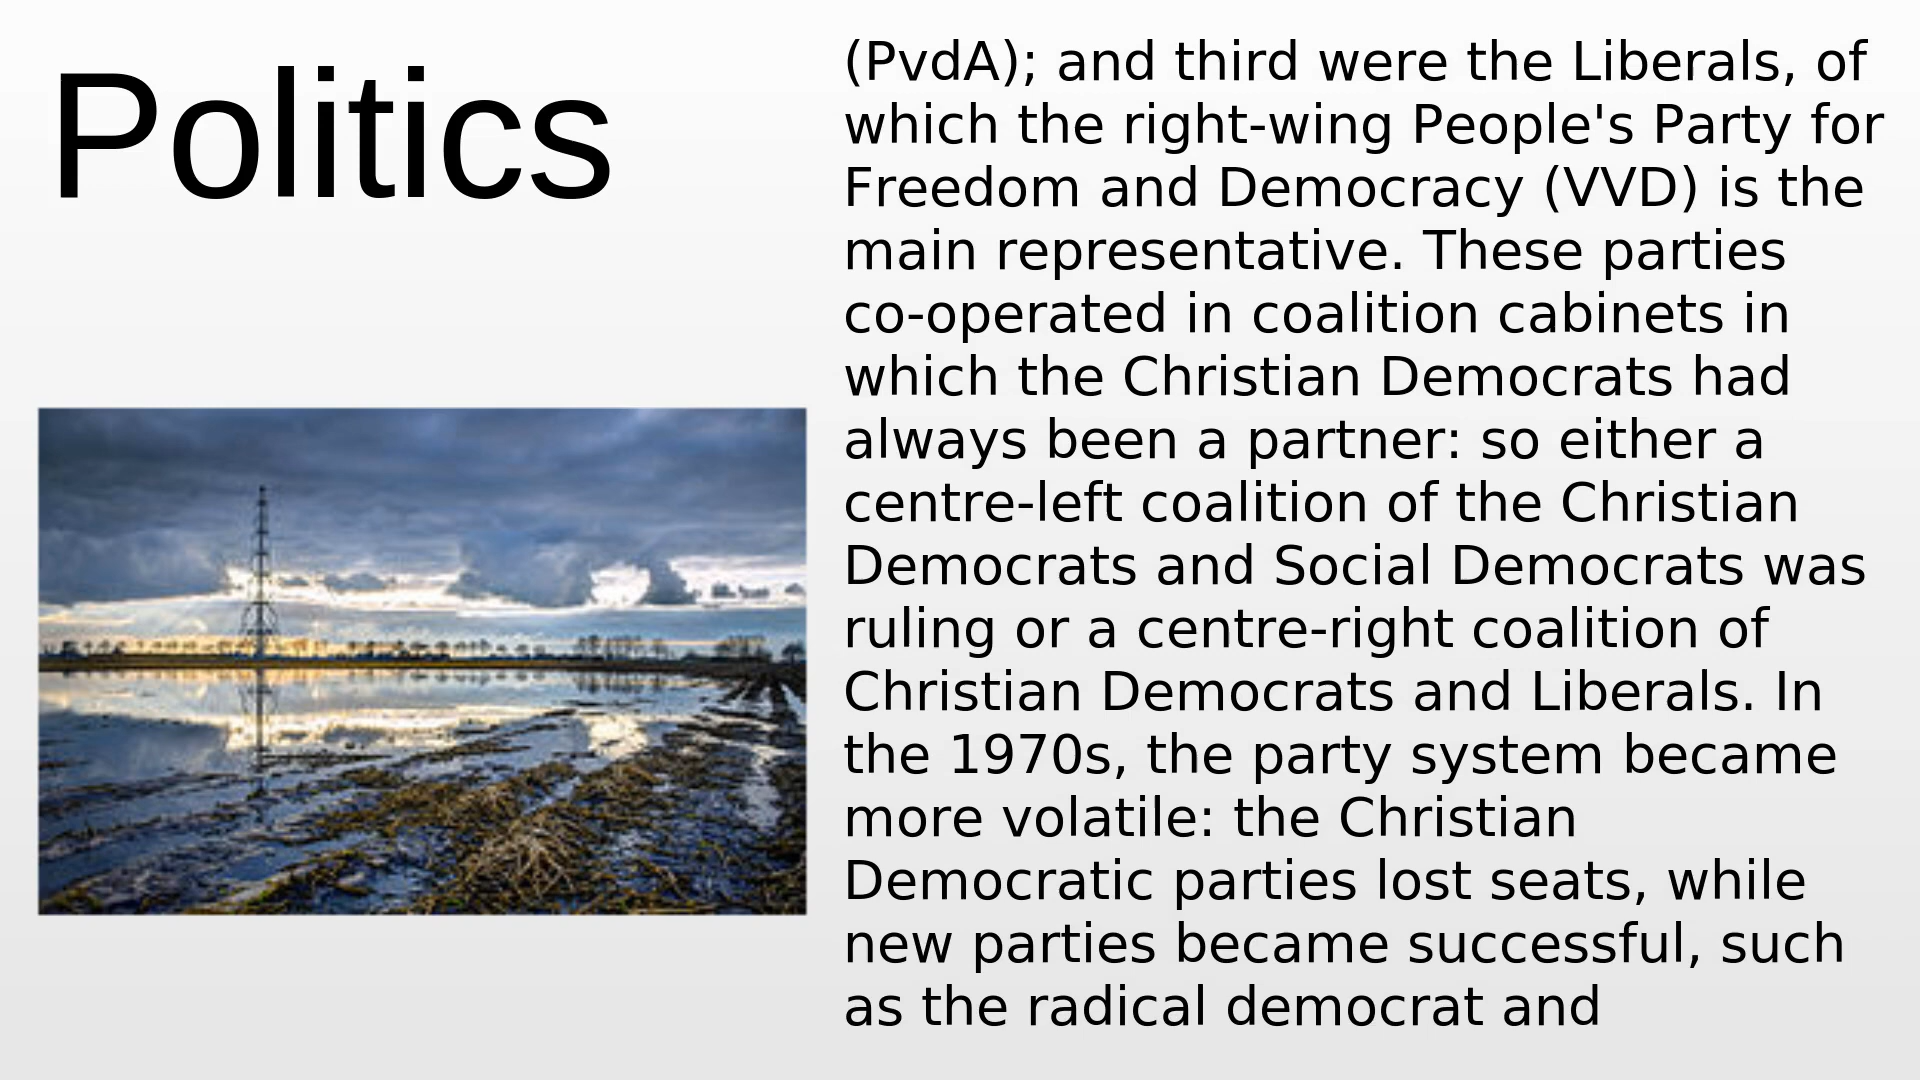 Politics
(PvdA); and third were the Liberals, of
which the right-wing People's Party for
Freedom and Democracy (VVD) is the
main representative. These parties
co-operated in coalition cabinets in
which the Christian Democrats had
always been a partner: so either a
centre-left coalition of the Christian
Democrats and Social Democrats was
ruling or a centre-right coalition of
Christian Democrats and Liberals. In
the 1970s, the party system became
more volatile: the Christian
Democratic parties lost seats, while
new parties became successful, such
as the radical democrat and